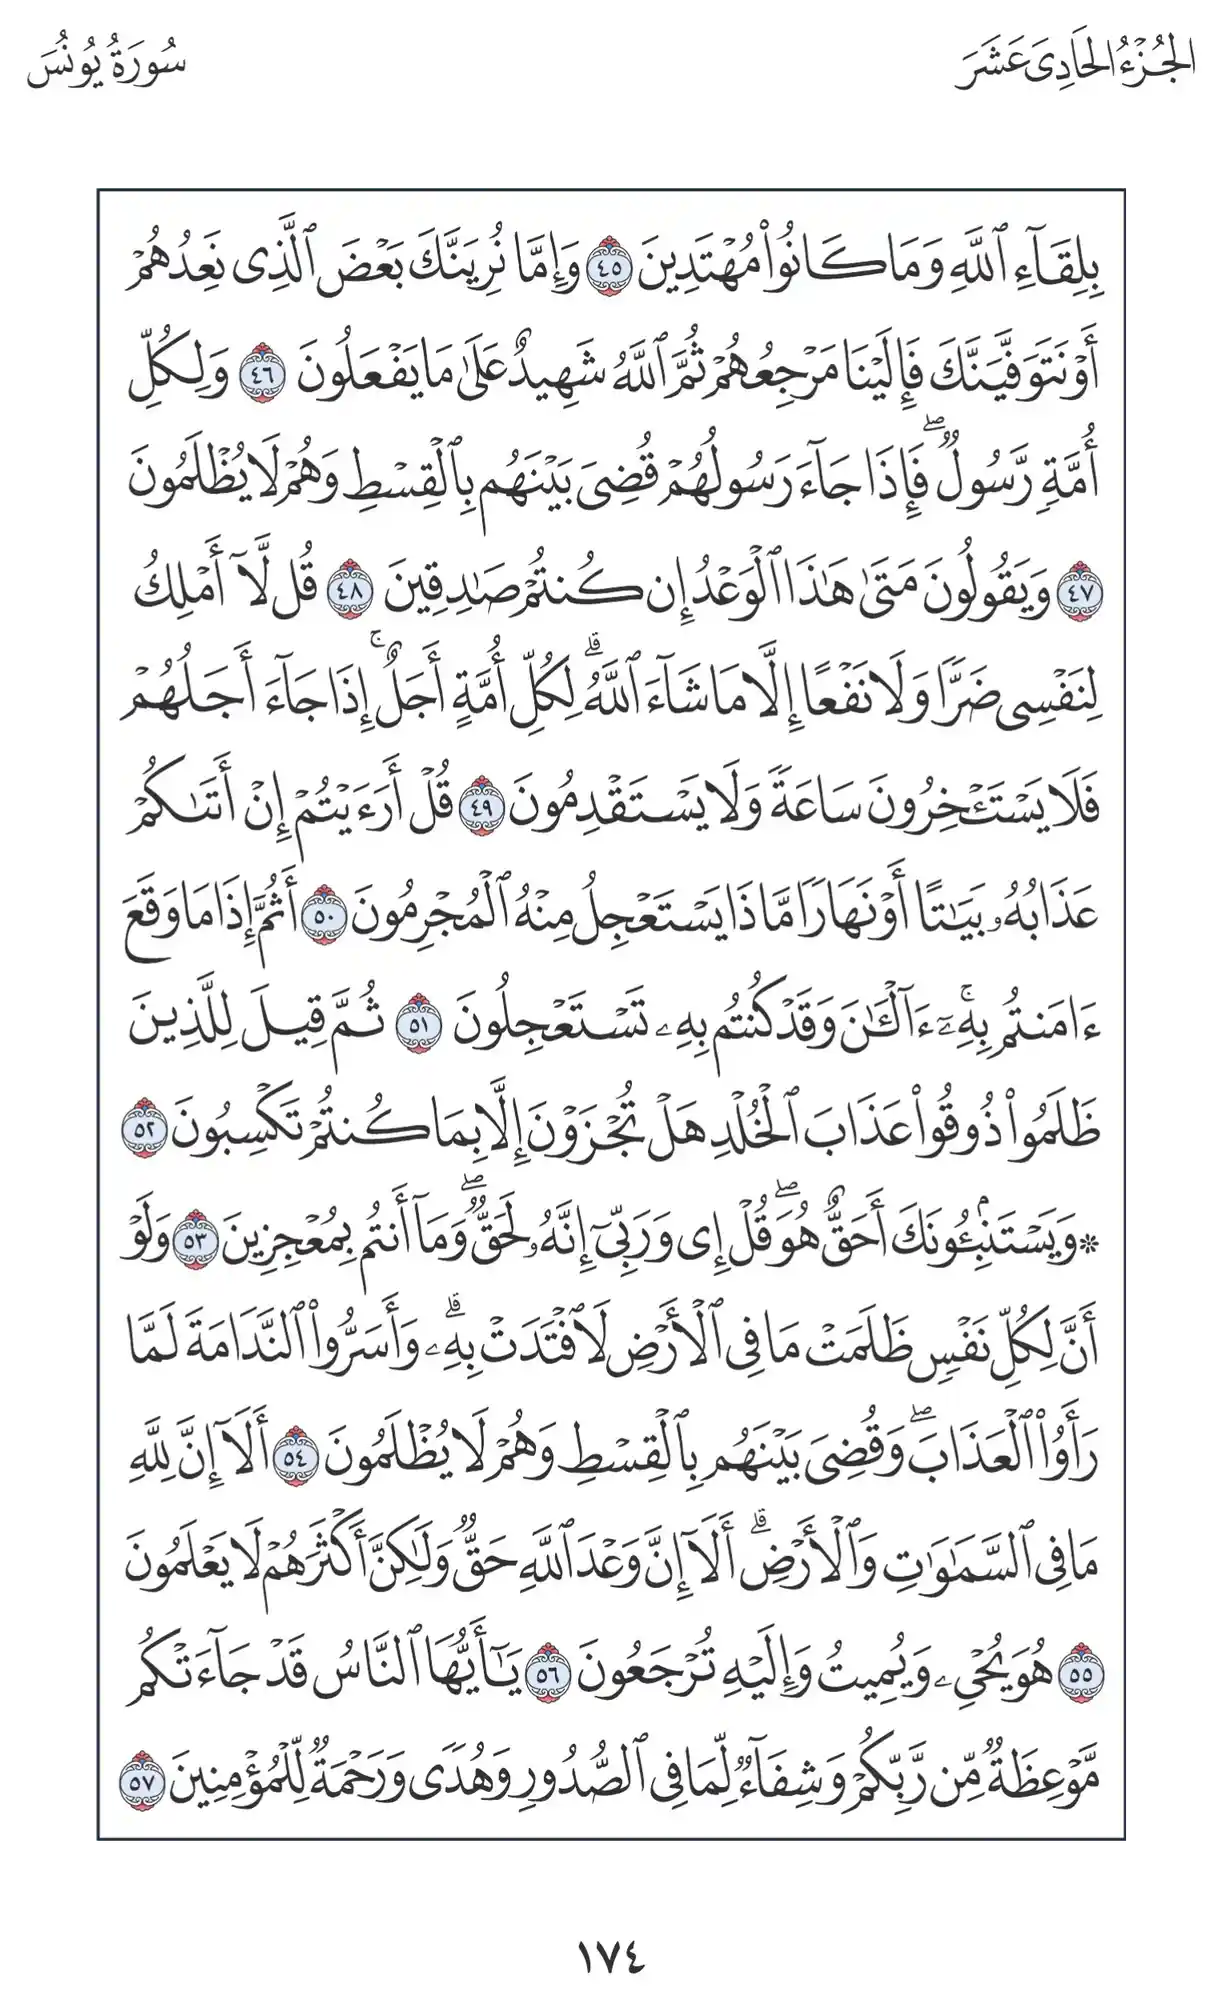 الجُزْءُ الحَادِىَ عَشَرَ
سُورَةُ يُونُسَ
بِلِقَآءِ ٱللَّهِ وَمَا كَانُوا۟ مُهْتَدِينَ ٤٥ وَإِمَّا نُرِيَنَّكَ بَعْضَ ٱلَّذِى نَعِدُهُمْ
أَوْ نَتَوَفَّيَنَّكَ فَإِلَيْنَا مَرْجِعُهُمْ ثُمَّ ٱللَّهُ شَهِيدٌ عَلَىٰ مَا يَفْعَلُونَ ٤٦ وَلِكُلِّ
أُمَّةٍ رَّسُولٌ ۖ فَإِذَا جَآءَ رَسُولُهُمْ قُضِىَ بَيْنَهُم بِٱلْقِسْطِ وَهُمْ لَا يُظْلَمُونَ
٤٧ وَيَقُولُونَ مَتَىٰ هَٰذَا ٱلْوَعْدُ إِن كُنتُمْ صَٰدِقِينَ ٤٨ قُل لَّآ أَمْلِكُ
لِنَفْسِى ضَرًّا وَلَا نَفْعًا إِلَّا مَا شَآءَ ٱللَّهُ ۗ لِكُلِّ أُمَّةٍ أَجَلٌ ۚ إِذَا جَآءَ أَجَلُهُمْ
فَلَا يَسْتَـْٔخِرُونَ سَاعَةً وَلَا يَسْتَقْدِمُونَ ٤٩ قُلْ أَرَءَيْتُمْ إِنْ أَتَىٰكُمْ
عَذَابُهُۥ بَيَٰتًا أَوْ نَهَارًا مَّاذَا يَسْتَعْجِلُ مِنْهُ ٱلْمُجْرِمُونَ ٥٠ أَثُمَّ إِذَا مَا وَقَعَ
ءَامَنتُم بِهِۦٓ ۚ ءَآلْـَٰٔنَ وَقَدْ كُنتُم بِهِۦ تَسْتَعْجِلُونَ ٥١ ثُمَّ قِيلَ لِلَّذِينَ
ظَلَمُوا۟ ذُوقُوا۟ عَذَابَ ٱلْخُلْدِ هَلْ تُجْزَوْنَ إِلَّا بِمَا كُنتُمْ تَكْسِبُونَ ٥٢
* وَيَسْتَنۢبِـُٔونَكَ أَحَقٌّ هُوَ ۖ قُلْ إِى وَرَبِّىٓ إِنَّهُۥ لَحَقٌّ ۖ وَمَآ أَنتُم بِمُعْجِزِينَ ٥٣ وَلَوْ
أَنَّ لِكُلِّ نَفْسٍ ظَلَمَتْ مَا فِى ٱلْأَرْضِ لَٱفْتَدَتْ بِهِۦ ۗ وَأَسَرُّوا۟ ٱلنَّدَامَةَ لَمَّا
رَأَوُا۟ ٱلْعَذَابَ ۖ وَقُضِىَ بَيْنَهُم بِٱلْقِسْطِ وَهُمْ لَا يُظْلَمُونَ ٥٤ أَلَآ إِنَّ لِلَّهِ
مَا فِى ٱلسَّمَٰوَٰتِ وَٱلْأَرْضِ ۗ أَلَآ إِنَّ وَعْدَ ٱللَّهِ حَقٌّ وَلَٰكِنَّ أَكْثَرَهُمْ لَا يَعْلَمُونَ
٥٥ هُوَ يُحْىِۦ وَيُمِيتُ وَإِلَيْهِ تُرْجَعُونَ ٥٦ يَٰٓأَيُّهَا ٱلنَّاسُ قَدْ جَآءَتْكُم
مَّوْعِظَةٌ مِّن رَّبِّكُمْ وَشِفَآءٌ لِّمَا فِى ٱلصُّدُورِ وَهُدًى وَرَحْمَةٌ لِّلْمُؤْمِنِينَ ٥٧
١٧٤